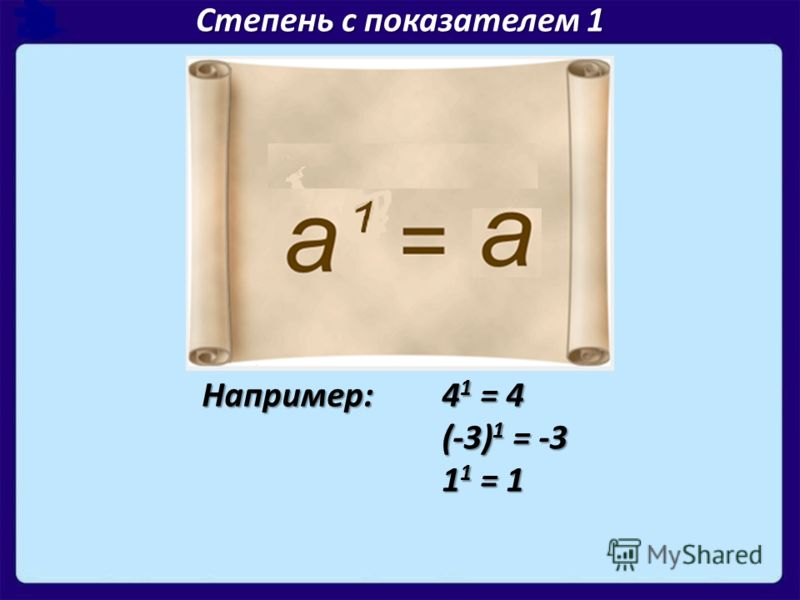 Степень с показателем 1
a¹ = a
Например: 4¹ = 4
(-3)¹ = -3
1¹ = 1
MyShared